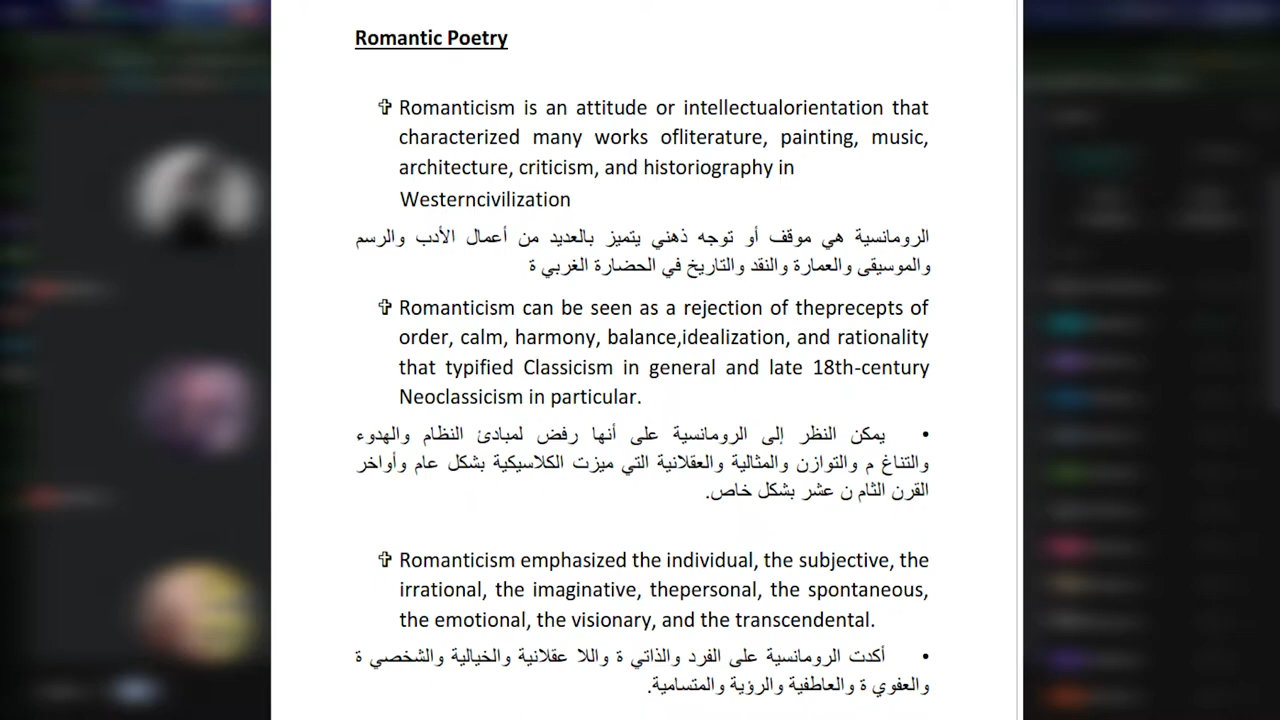 Romantic Poetry
✞ Romanticism is an attitude or intellectualorientation that
characterized many works ofliterature, painting, music,
architecture, criticism, and historiography in
Westerncivilization
الرومانسية هي موقف أو توجه ذهني يتميز بالعديد من أعمال الأدب والرسم
والموسيقى والعمارة والنقد والتاريخ في الحضارة الغربي ة
✞ Romanticism can be seen as a rejection of theprecepts of
order, calm, harmony, balance,idealization, and rationality
that typified Classicism in general and late 18th-century
Neoclassicism in particular.
• يمكن النظر إلى الرومانسية على أنها رفض لمبادئ النظام والهدوء
والتناغ م والتوازن والمثالية والعقلانية التي ميزت الكلاسيكية بشكل عام وأواخر
القرن الثام ن عشر بشكل خاص.
✞ Romanticism emphasized the individual, the subjective, the
irrational, the imaginative, thepersonal, the spontaneous,
the emotional, the visionary, and the transcendental.
• أكدت الرومانسية على الفرد والذاتي ة واللا عقلانية والخيالية والشخصي ة
والعفوي ة والعاطفية والرؤية والمتسامية.